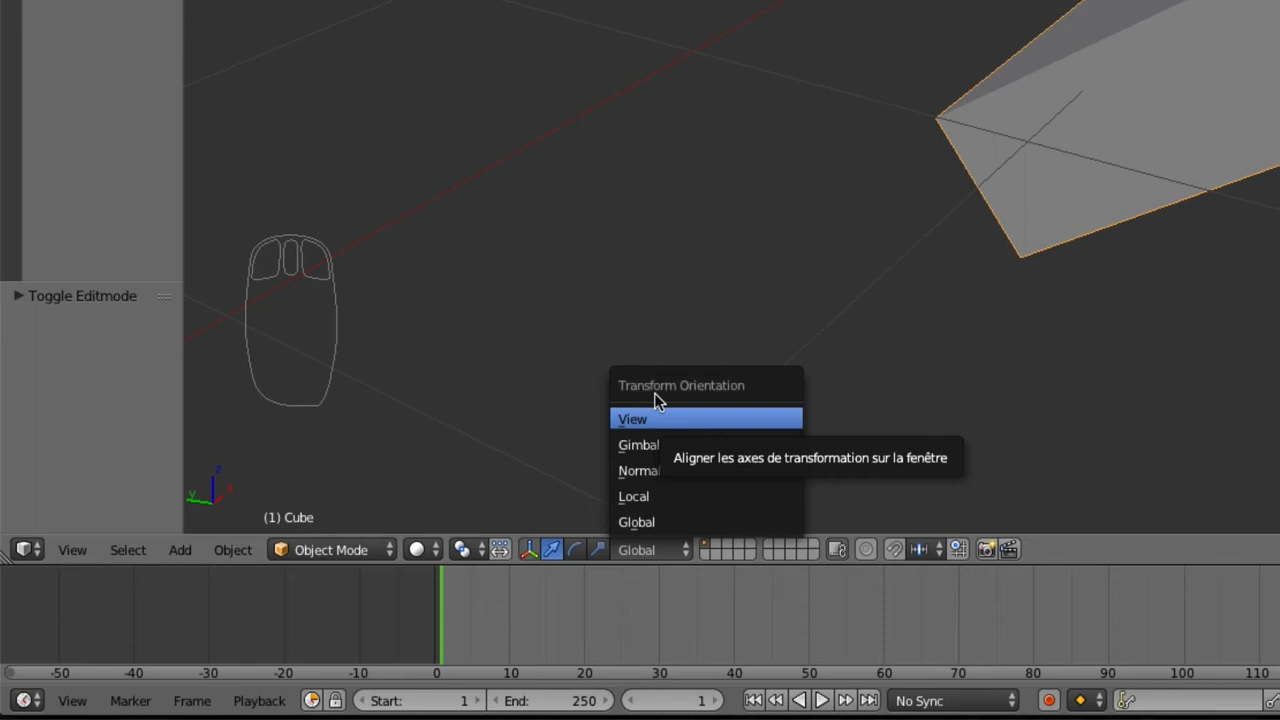 Toggle Editmode
Transform Orientation
View
Gimbal
Aligner les axes de transformation sur la fenêtre
Normal
Local
Global
z
y
x
(1) Cube
View Select Add Object Object Mode Global
-50 -40 -30 -20 -10 0 10 20 30 40 50 60 70 80 90 100 110
View Marker Frame Playback Start: 1 End: 250 1 No Sync